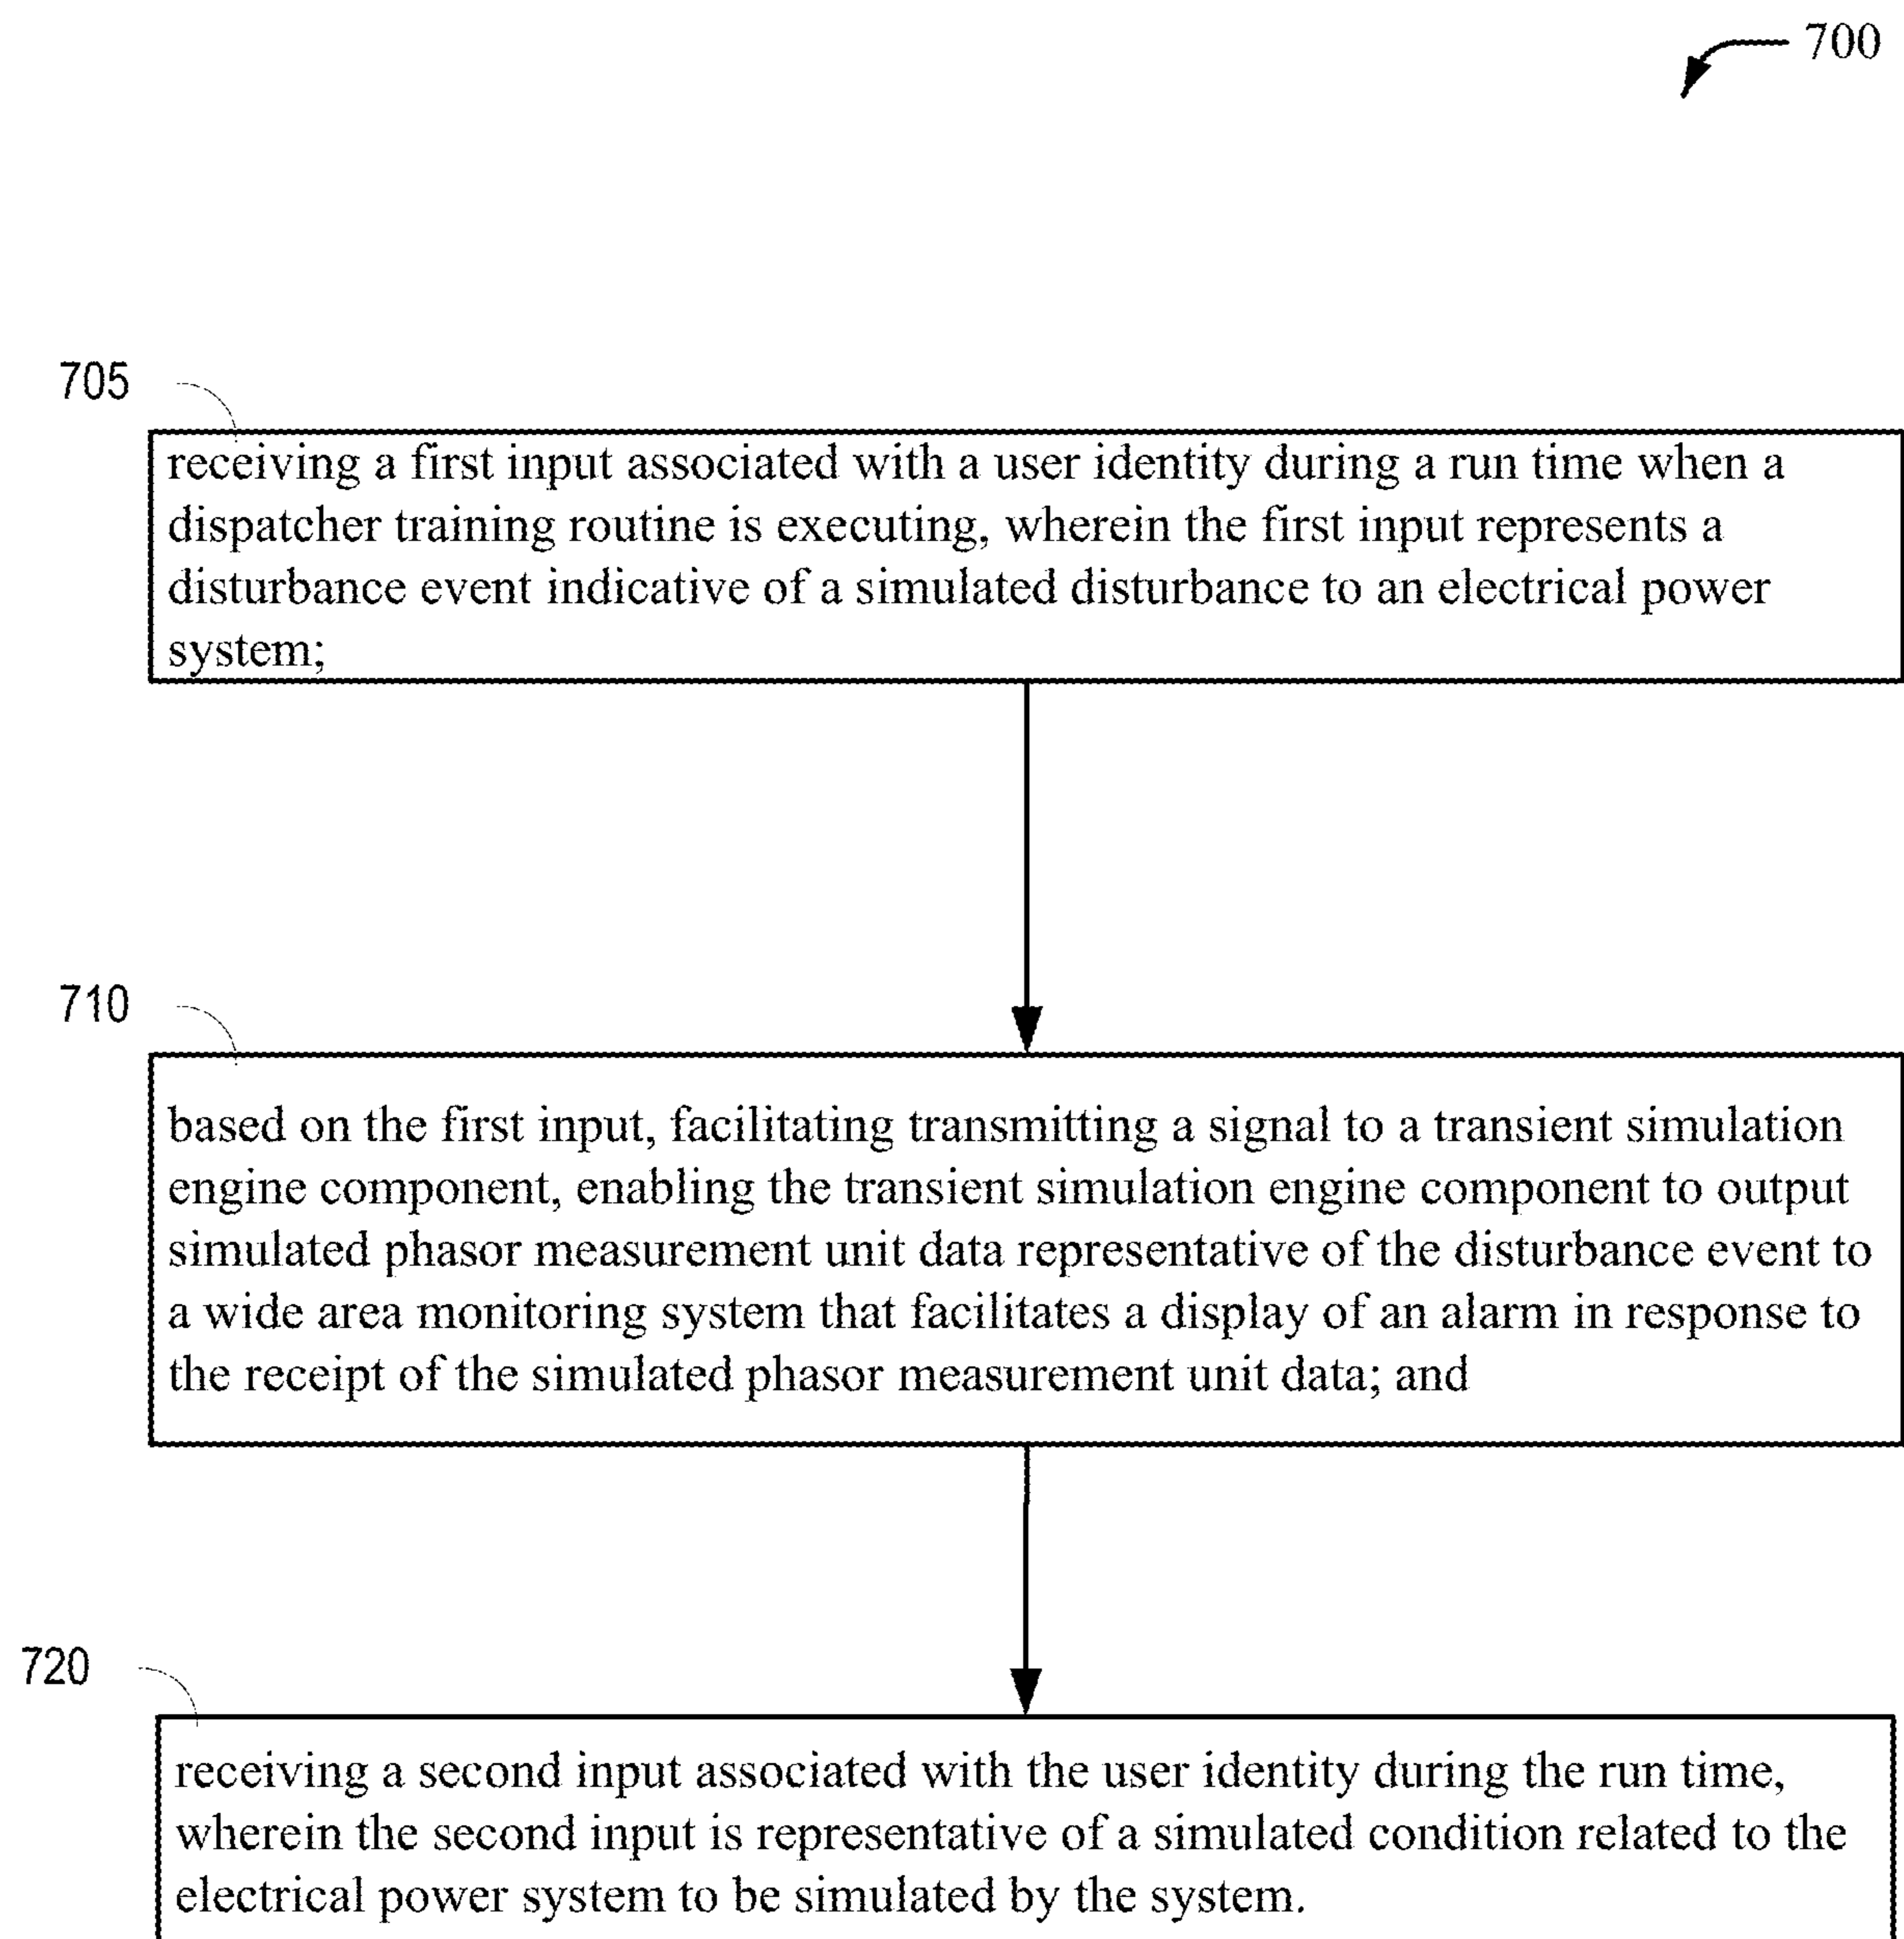 700
705
receiving a first input associated with a user identity during a run time when a
dispatcher training routine is executing, wherein the first input represents a
disturbance event indicative of a simulated disturbance to an electrical power
system;
710
based on the first input, facilitating transmitting a signal to a transient simulation
engine component, enabling the transient simulation engine component to output
simulated phasor measurement unit data representative of the disturbance event to
a wide area monitoring system that facilitates a display of an alarm in response to
the receipt of the simulated phasor measurement unit data; and
720
receiving a second input associated with the user identity during the run time,
wherein the second input is representative of a simulated condition related to the
electrical power system to be simulated by the system.